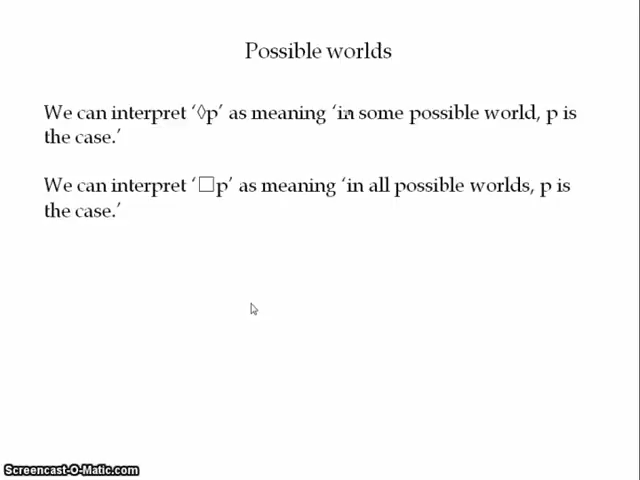 Possible worlds
We can interpret ‘◊p’ as meaning ‘in some possible world, p is
the case.’
We can interpret ‘□p’ as meaning ‘in all possible worlds, p is
the case.’
Screencast-O-Matic.com